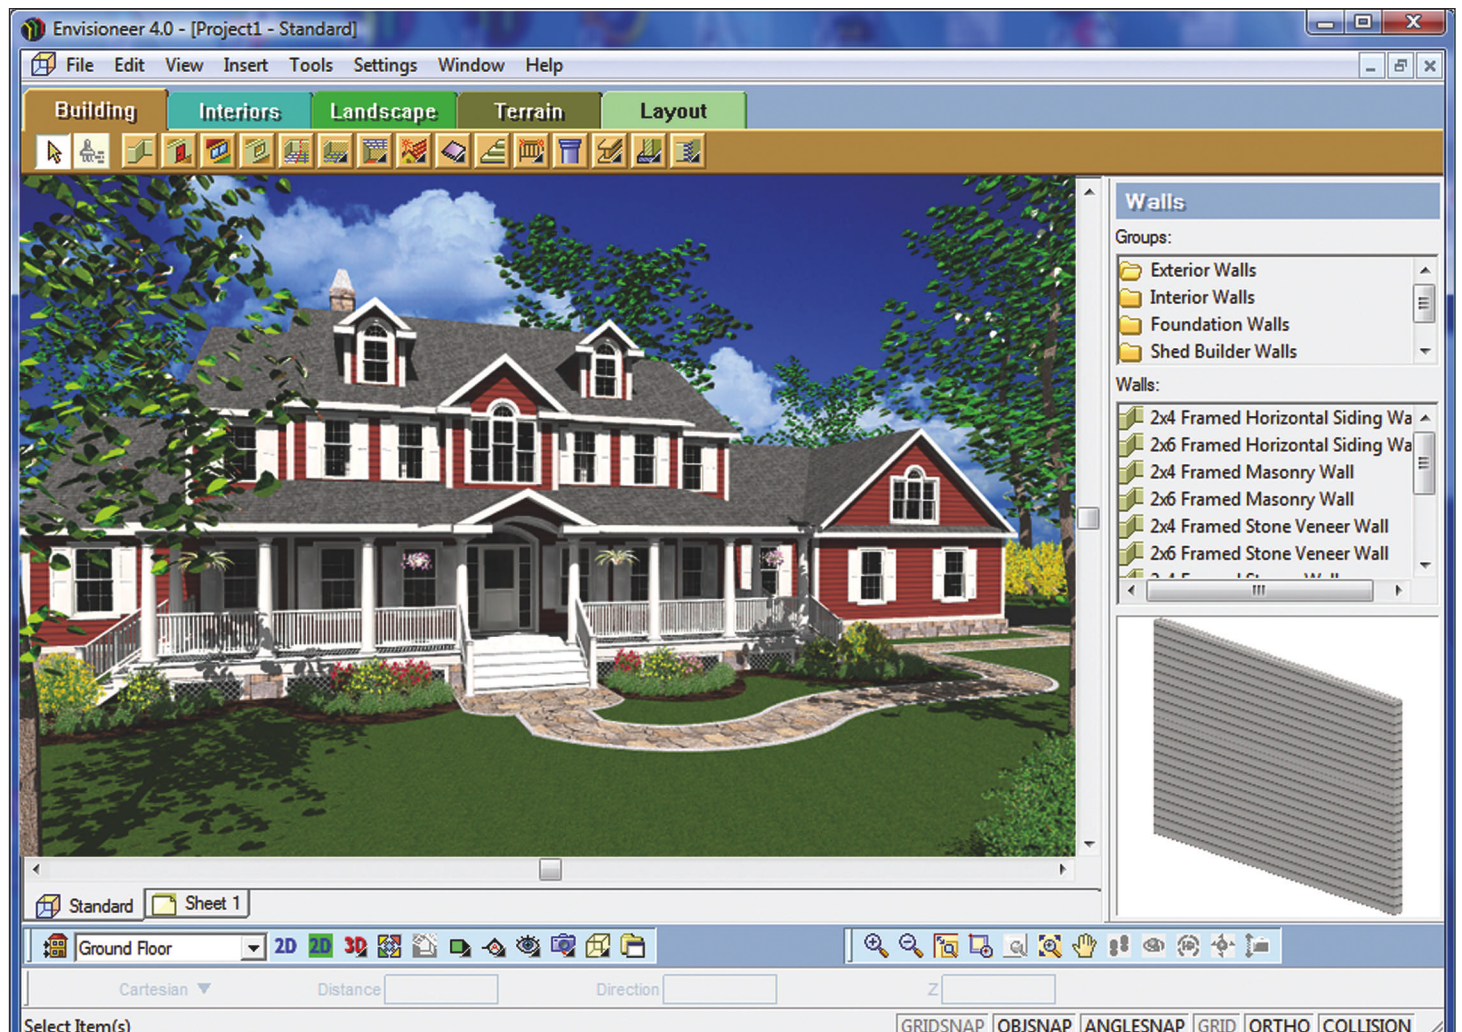 Envisioneer 4.0 - [Project1 - Standard]
File Edit View Insert Tools Settings Window Help
Building Interiors Landscape Terrain Layout
Walls
Groups:
Exterior Walls
Interior Walls
Foundation Walls
Shed Builder Walls
Walls:
2x4 Framed Horizontal Siding Wa
2x6 Framed Horizontal Siding Wa
2x4 Framed Masonry Wall
2x6 Framed Masonry Wall
2x4 Framed Stone Veneer Wall
2x6 Framed Stone Veneer Wall
Standard Sheet 1
Ground Floor 2D 2D 3D
Cartesian Distance Direction Z
Select Item(s) GRIDSNAP OBJSNAP ANGLESNAP GRID ORTHO COLLISION